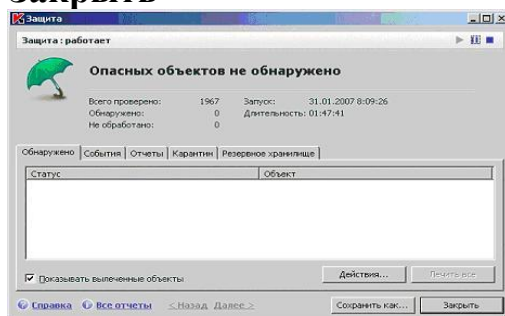 Закрыть
Защита
Защита : работает
Опасных объектов не обнаружено
Всего проверено: 1967 Запуск: 31.01.2007 8:09:26
Обнаружено: 0 Длительность: 01:47:41
Не обработано: 0
Обнаружено События Отчеты Карантин Резервное хранилище
Статус Объект
Показывать вылеченные объекты Действия... Лечить все
Справка Все отчеты < Назад Далее > Сохранить как... Закрыть